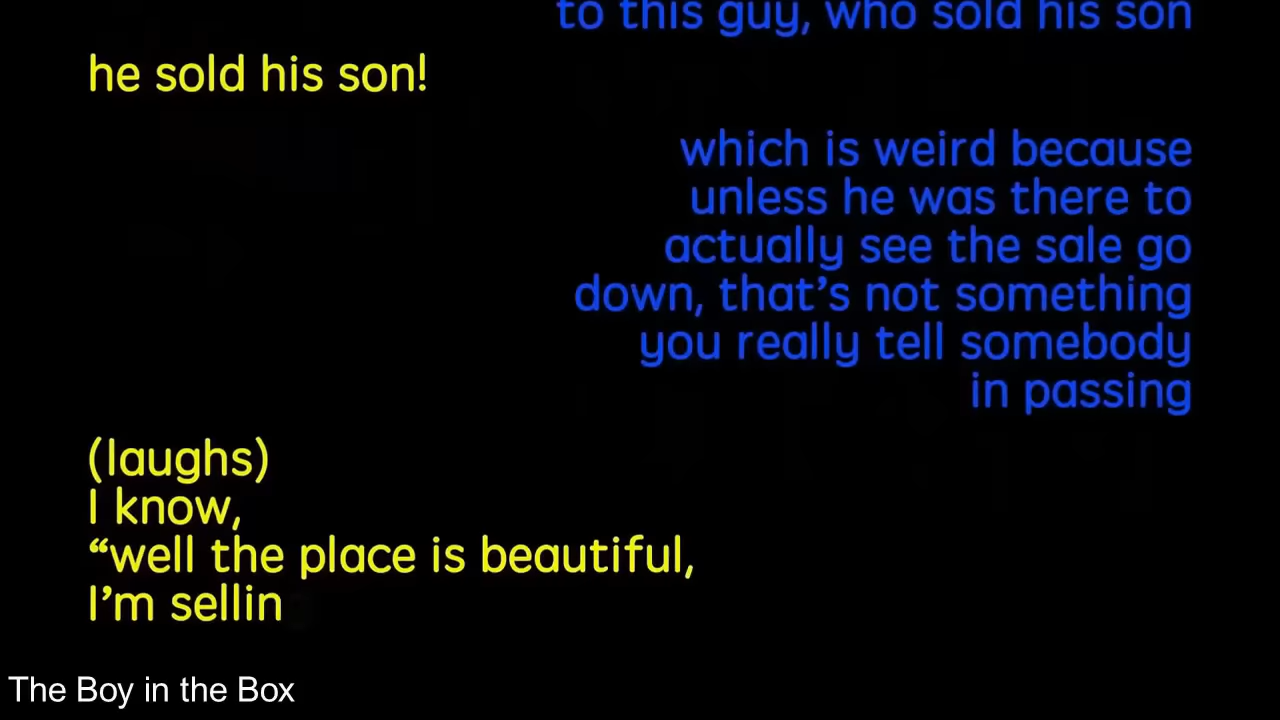 to this guy, who sold his son
he sold his son!
which is weird because
unless he was there to
actually see the sale go
down, that’s not something
you really tell somebody
in passing
(laughs)
I know,
“well the place is beautiful,
I’m sellin
The Boy in the Box